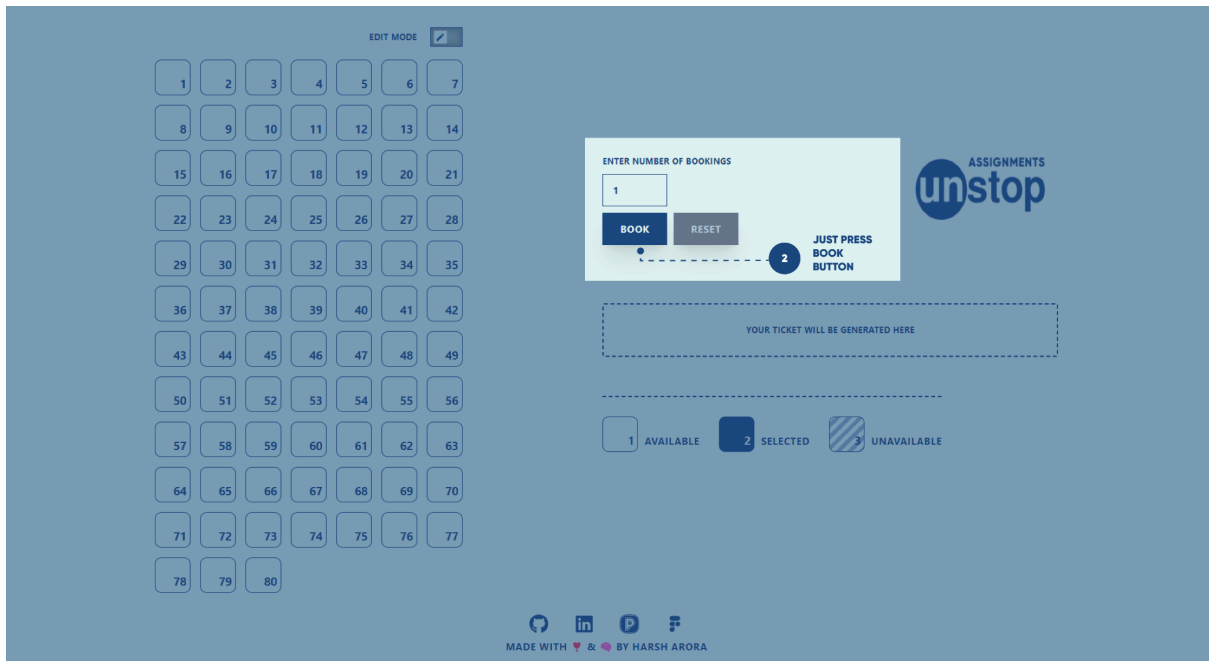 EDIT MODE
1 2 3 4 5 6 7
8 9 10 11 12 13 14
15 16 17 18 19 20 21
22 23 24 25 26 27 28
29 30 31 32 33 34 35
36 37 38 39 40 41 42
43 44 45 46 47 48 49
50 51 52 53 54 55 56
57 58 59 60 61 62 63
64 65 66 67 68 69 70
71 72 73 74 75 76 77
78 79 80
ENTER NUMBER OF BOOKINGS
1
BOOK RESET
2
JUST PRESS
BOOK
BUTTON
ASSIGNMENTS
unstop
YOUR TICKET WILL BE GENERATED HERE
1 AVAILABLE 2 SELECTED 3 UNAVAILABLE
in
MADE WITH & BY HARSH ARORA